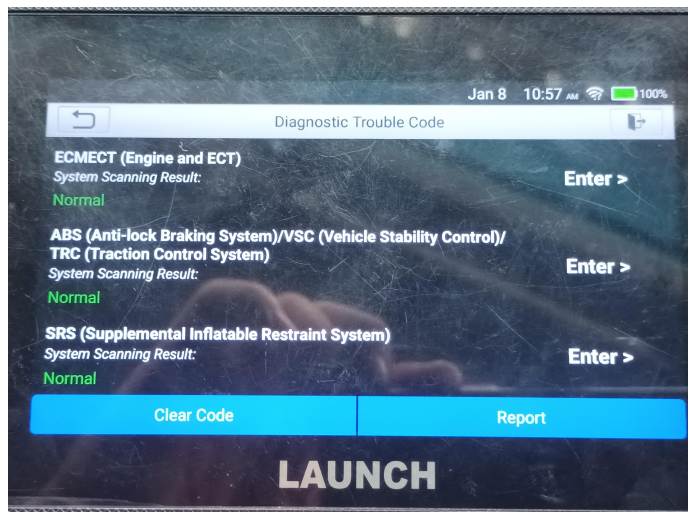 Jan 8 10:57 AM 100%
Diagnostic Trouble Code
ECMECT (Engine and ECT)
System Scanning Result:
Enter >
Normal
ABS (Anti-lock Braking System)/VSC (Vehicle Stability Control)/
TRC (Traction Control System)
Enter >
System Scanning Result:
Normal
SRS (Supplemental Inflatable Restraint System)
System Scanning Result:
Enter >
Normal
Clear Code Report
LAUNCH